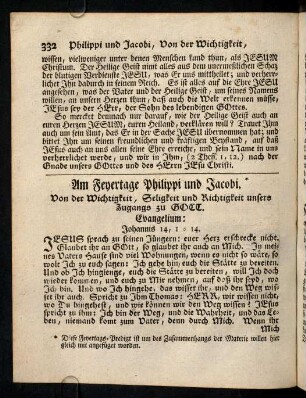 332 Philippi und Jacobi, Von der Wichtigkeit,
wissen, vielweniger unter denen Menschen kund thun, als JESUM
Christum. Der Heilige Geist nimt alles aus dem unermeßlichen Schatz
der blutigen Verdienste JESU, was Er uns mittheilet; und verherr-
licht Ihn dadurch in seinem Reich. Es ist alles auf die Ehre JESU
angesehen, was der Vater und der Heilige Geist, um seines Namens
willen, an unsern Herzen thun, daß auch die Welt erkennen müsse,
JEsus sey der HErr, der Sohn des lebendigen GOttes.
So mercket demnach nur darauf, wie der Heilige Geist auch an
euren Herzen JESUM, euren Heiland, verklären will? Trauet Ihm
auch um sein Amt, das Er in der Sache JESU übernommen hat; und
bittet Ihn um seinen freundlichen und kräftigen Beystand, auf daß
JEsus auch an uns allen seine Ehre erreiche, und sein Name in uns
verherrlichet werde, und wir in Ihm, (2 Thess. 1, 12.) nach der
Gnade unsers GOttes und des HErrn JEsu Christi.
Am Feyertage Philippi und Jacobi. *
Von der Wichtigkeit, Seligkeit und Richtigkeit unsers
Zugangs zu GOTT.
Evangelium:
Johannis 14, 1 = 14.
JESUS sprach zu seinen Jüngern: euer Herz erschrecke nicht.
Glaubet ihr an GOtt, so glaubet ihr auch an Mich. In mei-
nes Vaters Hause sind viel Wohnungen, wenn es nicht so wäre, so
wolt Ich zu euch sagen: Ich gehe hin, euch die Stätte zu bereiten.
Und ob Ich hingienge, euch die Stätte zu bereiten, will Ich doch
wieder kommen, und euch zu mir nehmen, auf daß ihr seyd, wo
Ich bin. Und wo Ich hingehe, das wisset ihr, und den Weg wisset
ihr auch. Spricht zu Ihm Thomas: HERR, wir wissen nicht,
wo Du hingehest, und wie können wir den Weg wissen? JEsus
spricht zu ihm: Ich bin der Weg, und die Wahrheit, und das Le-
ben, niemand komt zum Vater, denn durch Mich. Wenn ihr
Mich
* Diese Feyertags-Predigt ist um des Zusammenhangs der Materie willen hier
gleich mit angefüget worden.